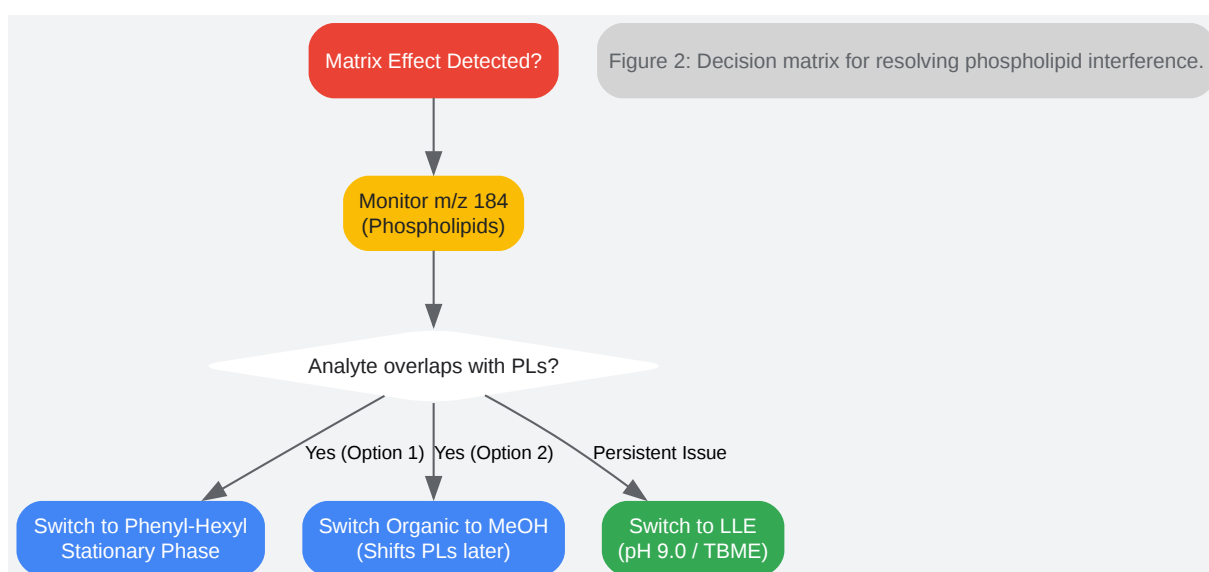 Matrix Effect Detected?
Figure 2: Decision matrix for resolving phospholipid interference.
Monitor m/z 184
(Phospholipids)
Analyte overlaps with PLs?
Yes (Option 1)
Yes (Option 2)
Persistent Issue
Switch to Phenyl-Hexyl
Stationary Phase
Switch Organic to MeOH
(Shifts PLs later)
Switch to LLE
(pH 9.0 / TBME)